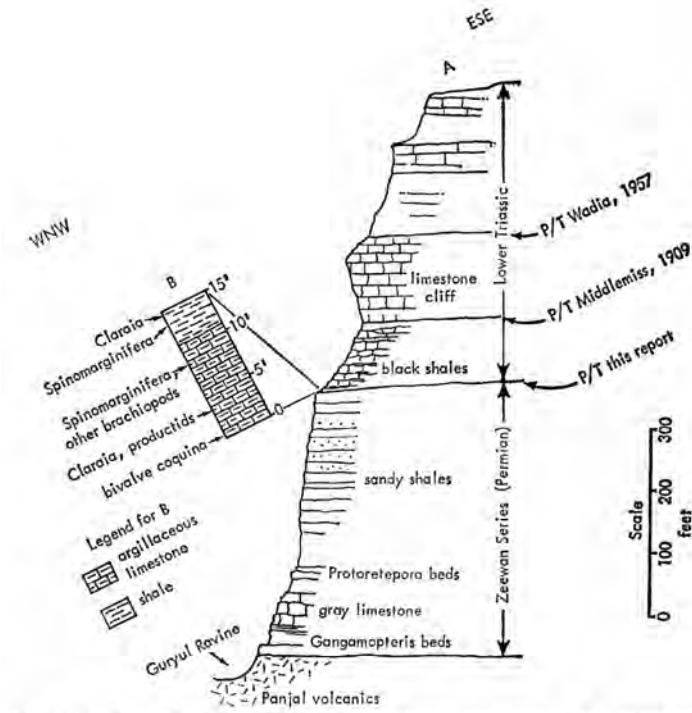 ESE
A
WNW
P/T Wadia, 1957
Lower Triassic
limestone
cliff
P/T Middlemiss, 1909
B
15'
10'
5'
0
Claraia
Spinomarginifera
Spinomarginifera,
other brachiopods
Claraia, productids
bivalve coquina
black shales
P/T this report
sandy shales
Zeewan Series (Permian)
Legend for B
argillaceous
limestone
shale
Protoretepora beds
gray limestone
Gangamopteris beds
Guryul Ravine
Panjal volcanics
300
200
100
0
Scale
feet